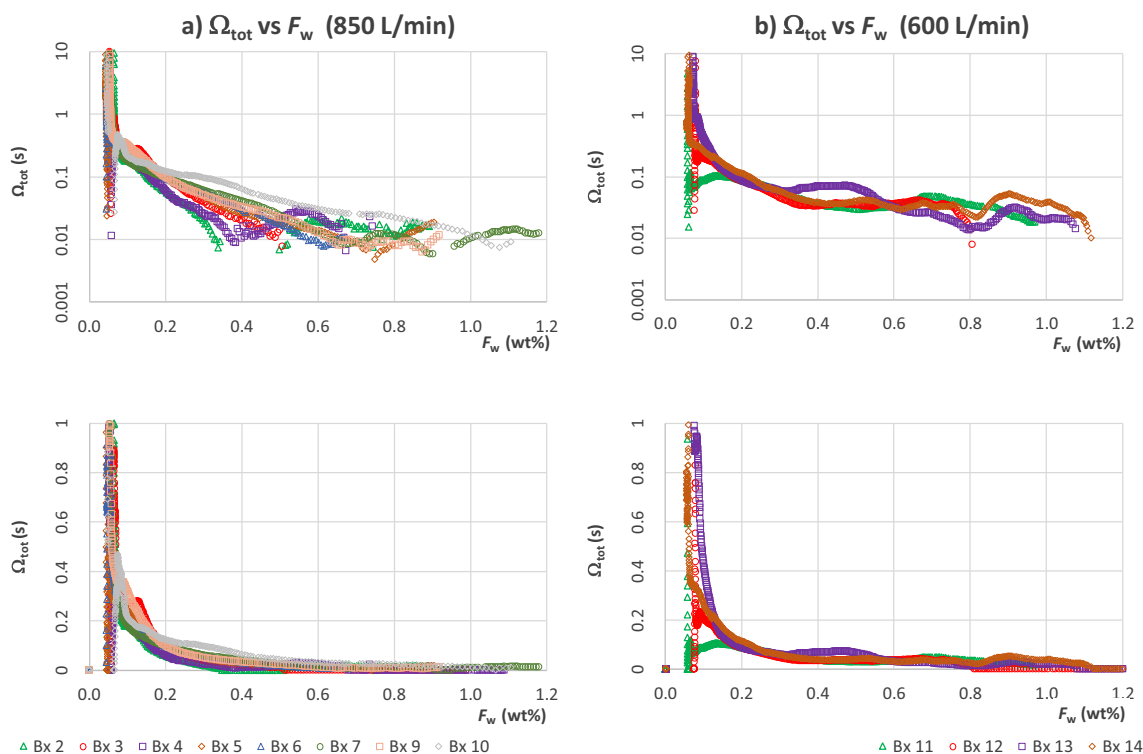 a) Ωtot vs Fw (850 L/min)
b) Ωtot vs Fw (600 L/min)
Ωtot (s)
10
1
0.1
0.01
0.001
0.0 0.2 0.4 0.6 0.8 1.0 1.2
Fw (wt%)
Ωtot (s)
10
1
0.1
0.01
0.001
0.0 0.2 0.4 0.6 0.8 1.0 1.2
Fw (wt%)
Ωtot (s)
1
0.8
0.6
0.4
0.2
0
0.0 0.2 0.4 0.6 0.8 1.0 1.2
Fw (wt%)
Ωtot (s)
1
0.8
0.6
0.4
0.2
0
0.0 0.2 0.4 0.6 0.8 1.0 1.2
Fw (wt%)
Bx 2 Bx 3 Bx 4 Bx 5 Bx 6 Bx 7 Bx 9 Bx 10
Bx 11 Bx 12 Bx 13 Bx 14